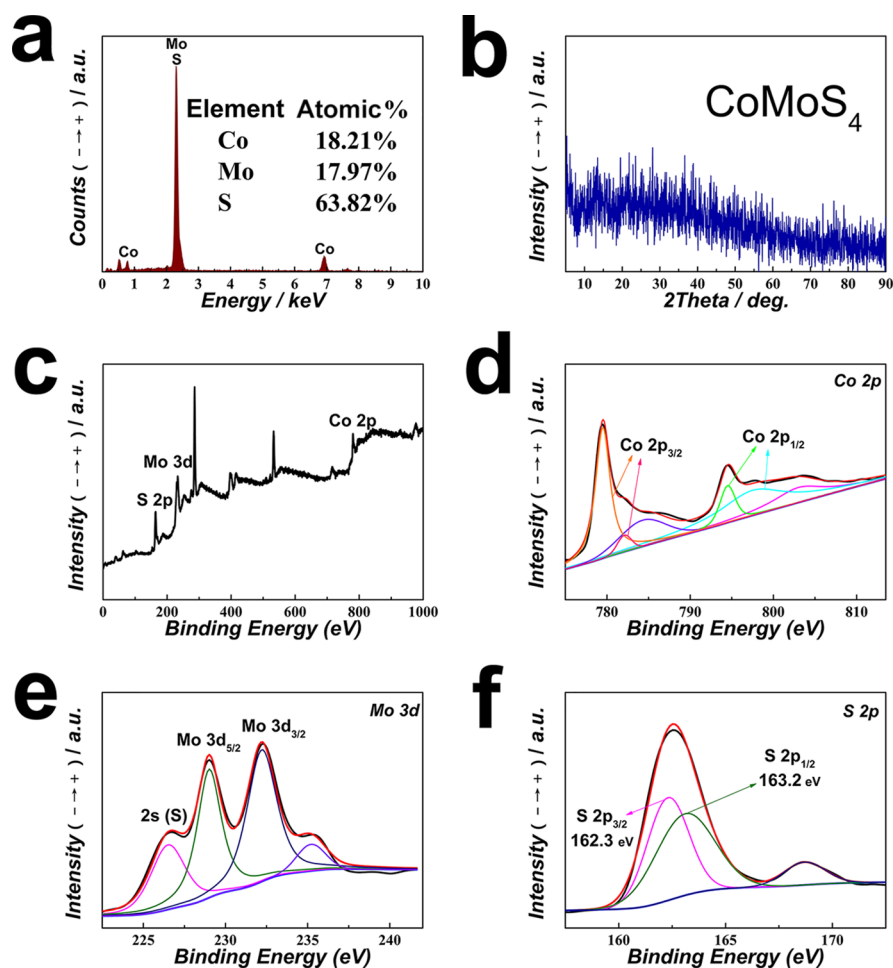 a
Counts ( - → + ) / a.u.
Mo
S
Element Atomic%
Co 18.21%
Mo 17.97%
S 63.82%
Co
Co
0 1 2 3 4 5 6 7 8 9 10
Energy / keV
b
Intensity ( - → + ) / a.u.
CoMoS4
10 20 30 40 50 60 70 80 90
2Theta / deg.
c
Intensity ( - → + ) / a.u.
S 2p
Mo 3d
Co 2p
0 200 400 600 800 1000
Binding Energy (eV)
d
Intensity ( - → + ) / a.u.
Co 2p
Co 2p3/2
Co 2p1/2
780 790 800 810
Binding Energy (eV)
e
Intensity ( - → + ) / a.u.
Mo 3d
2s (S)
Mo 3d5/2
Mo 3d3/2
225 230 235 240
Binding Energy (eV)
f
Intensity ( - → + ) / a.u.
S 2p
S 2p3/2
162.3 eV
S 2p1/2
163.2 eV
160 165 170
Binding Energy (eV)